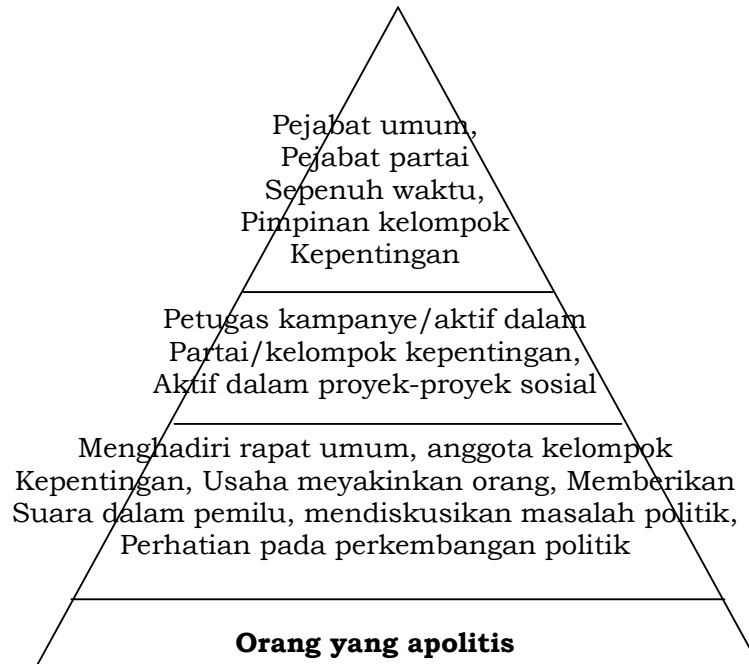 Pejabat umum,
Pejabat partai
Sepenuh waktu,
Pimpinan kelompok
Kepentingan
Petugas kampanye/aktif dalam
Partai/kelompok kepentingan,
Aktif dalam proyek-proyek sosial
Menghadiri rapat umum, anggota kelompok
Kepentingan, Usaha meyakinkan orang, Memberikan
Suara dalam pemilu, mendiskusikan masalah politik,
Perhatian pada perkembangan politik
Orang yang apolitis